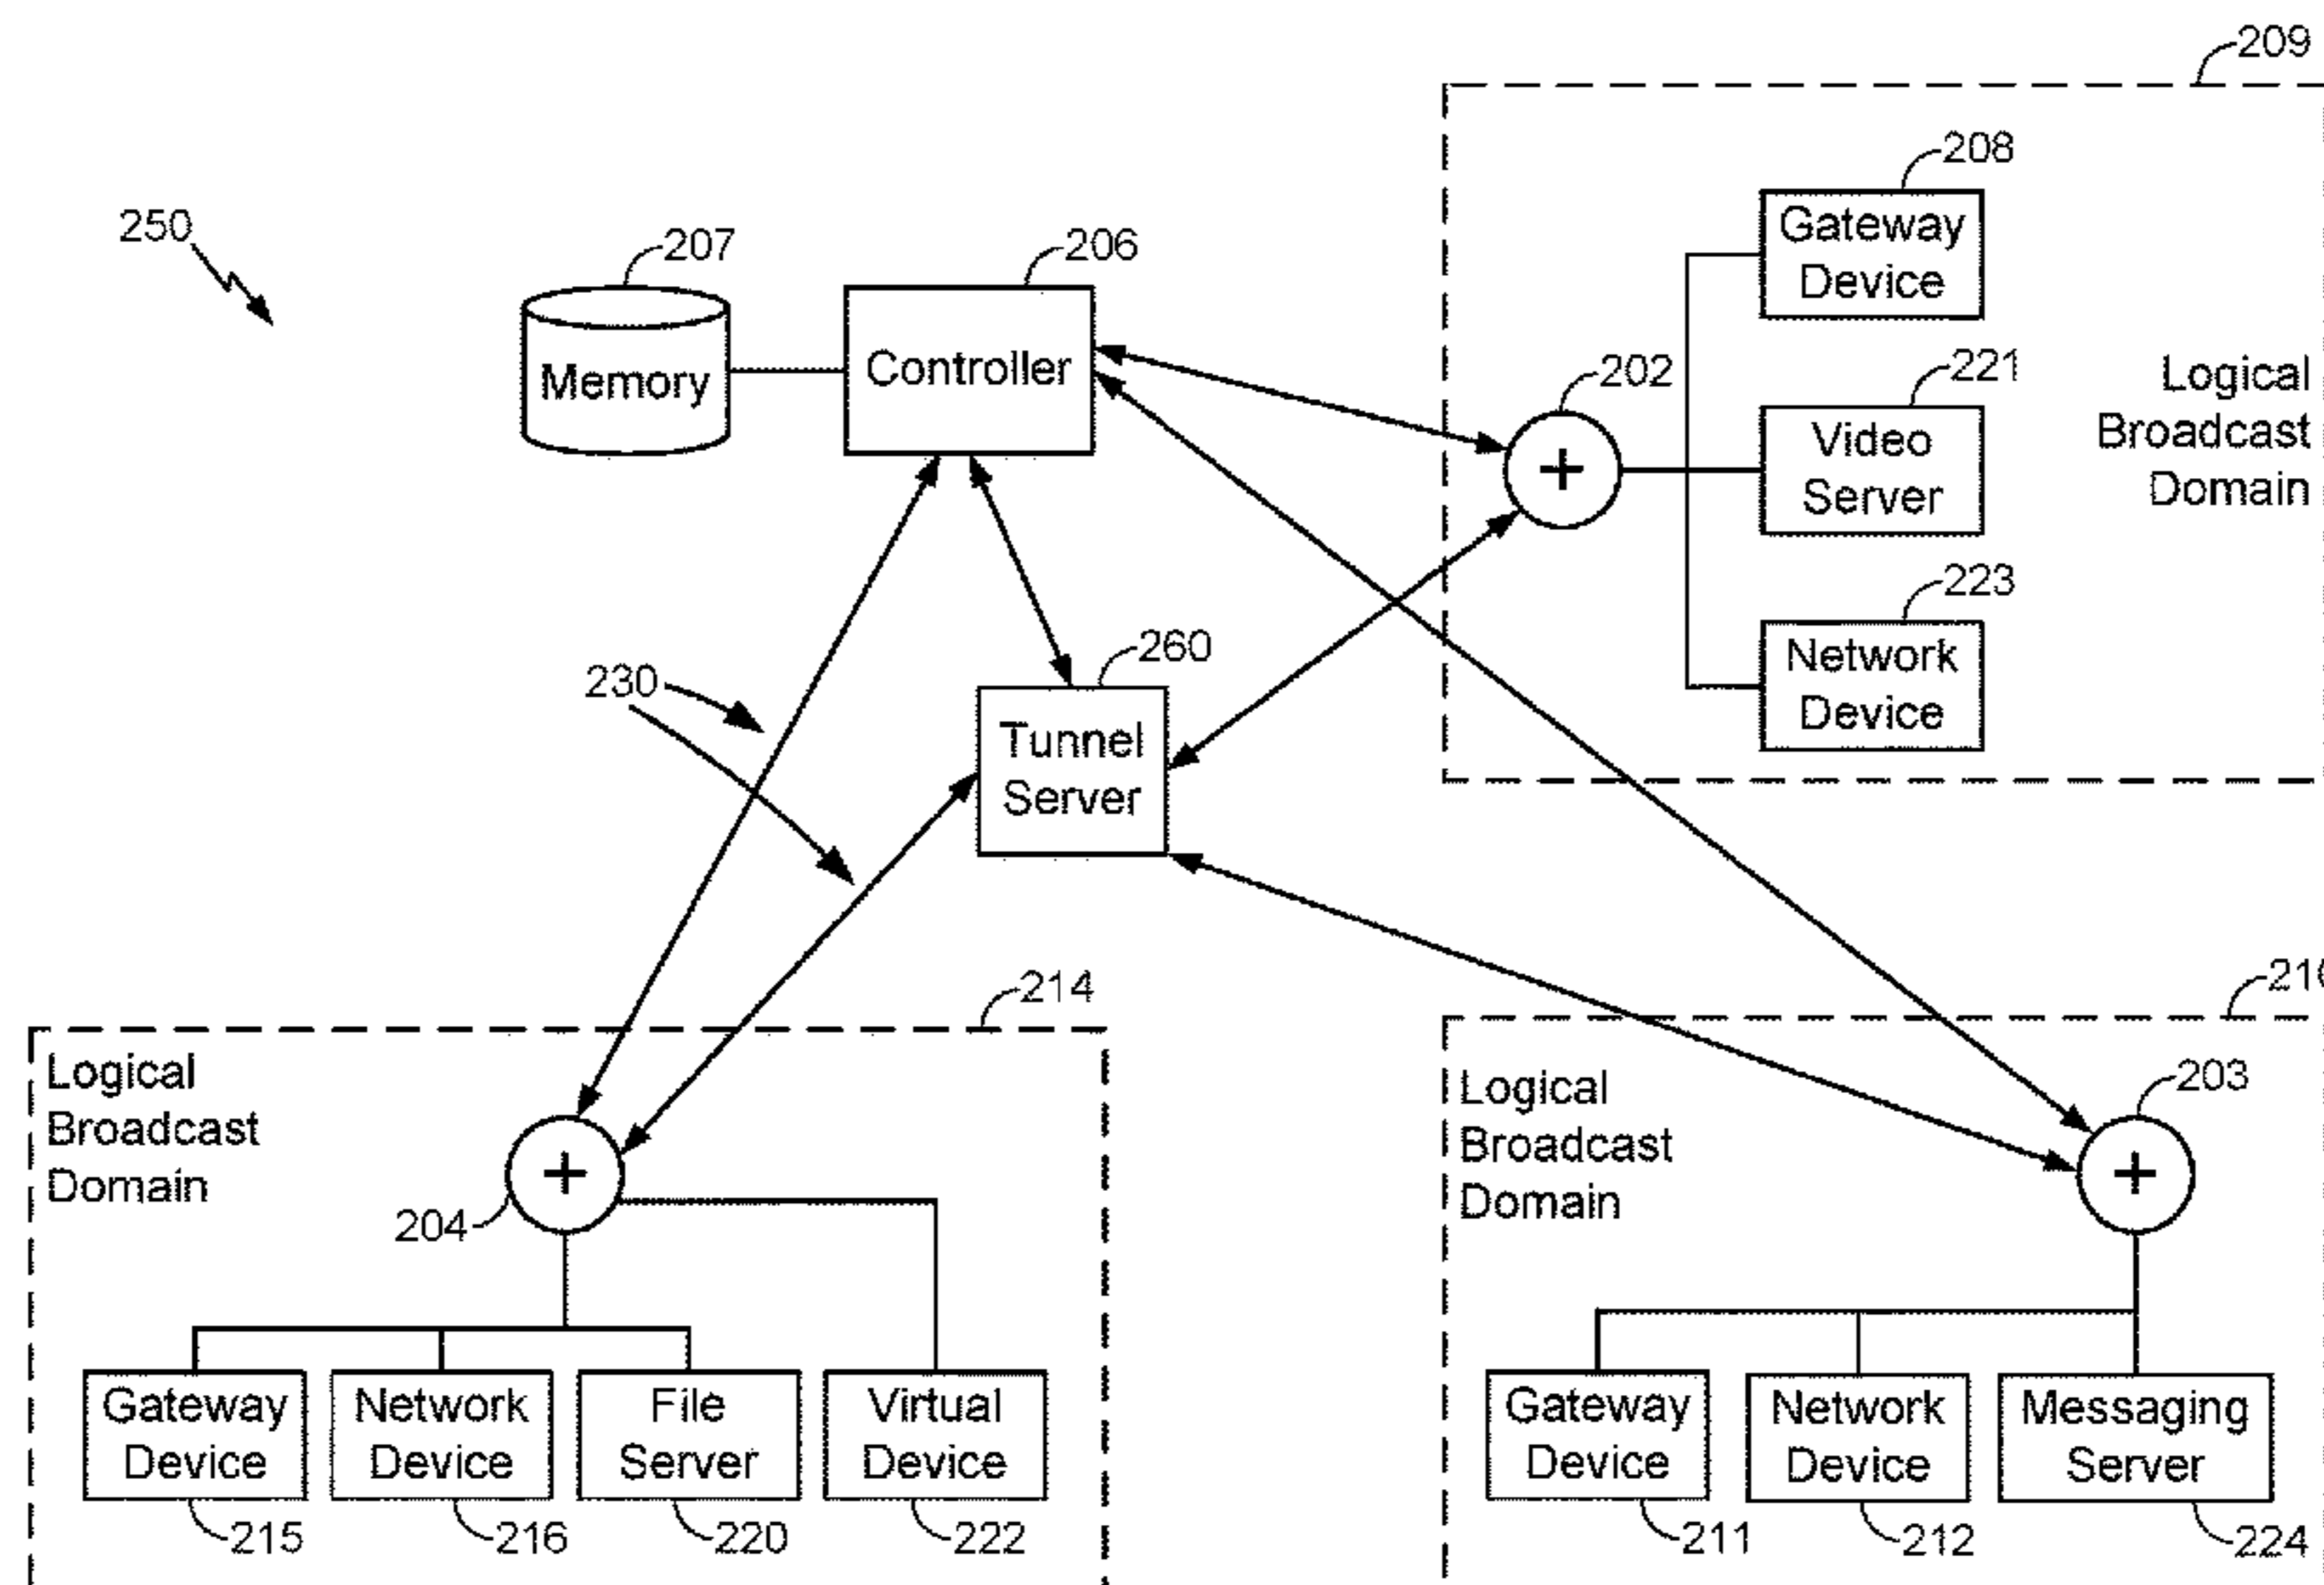 209
208
Gateway
Device
250
207
206
Memory
Controller
202
221
Video
Server
Logical
Broadcast
Domain
223
Network
Device
230
260
Tunnel
Server
214
Logical
Broadcast
Domain
204
Logical
Broadcast
Domain
203
Gateway
Device
Network
Device
File
Server
Virtual
Device
Gateway
Device
Network
Device
Messaging
Server
215
216
220
222
211
212
224